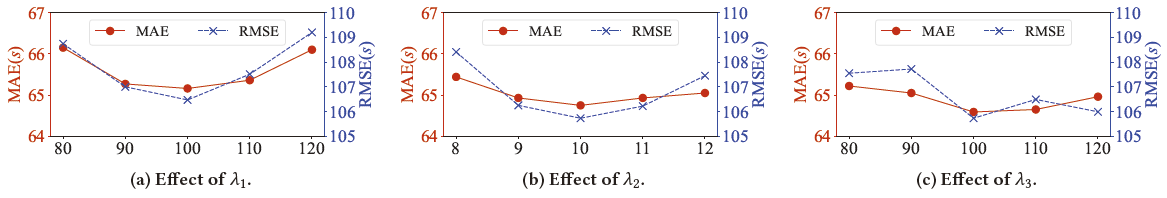 67
66
65
64
MAE(s)
MAE
RMSE
110
109
108
107
106
105
RMSE(s)
80 90 100 110 120
(a) Effect of λ₁.
67
66
65
64
MAE(s)
MAE
RMSE
110
109
108
107
106
105
RMSE(s)
8 9 10 11 12
(b) Effect of λ₂.
67
66
65
64
MAE(s)
MAE
RMSE
110
109
108
107
106
105
RMSE(s)
80 90 100 110 120
(c) Effect of λ₃.